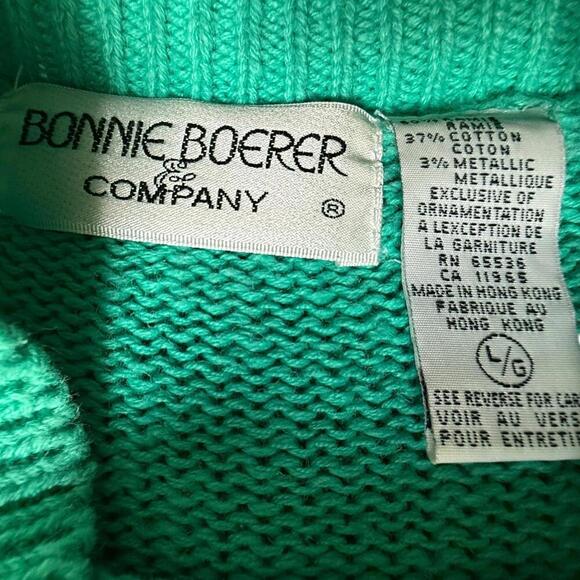 BONNIE BOERER
&
COMPANY ®
RAMIE
37% COTTON
COTON
3% METALLIC
METALLIQUE
EXCLUSIVE OF
ORNAMENTATION
A LEXCEPTION DE
LA GARNITURE
RN 65536
CA 11965
MADE IN HONG KONG
FABRIQUE AU
HONG KONG
L/G
SEE REVERSE FOR CAR
VOIR AU VERS
POUR ENTRETI